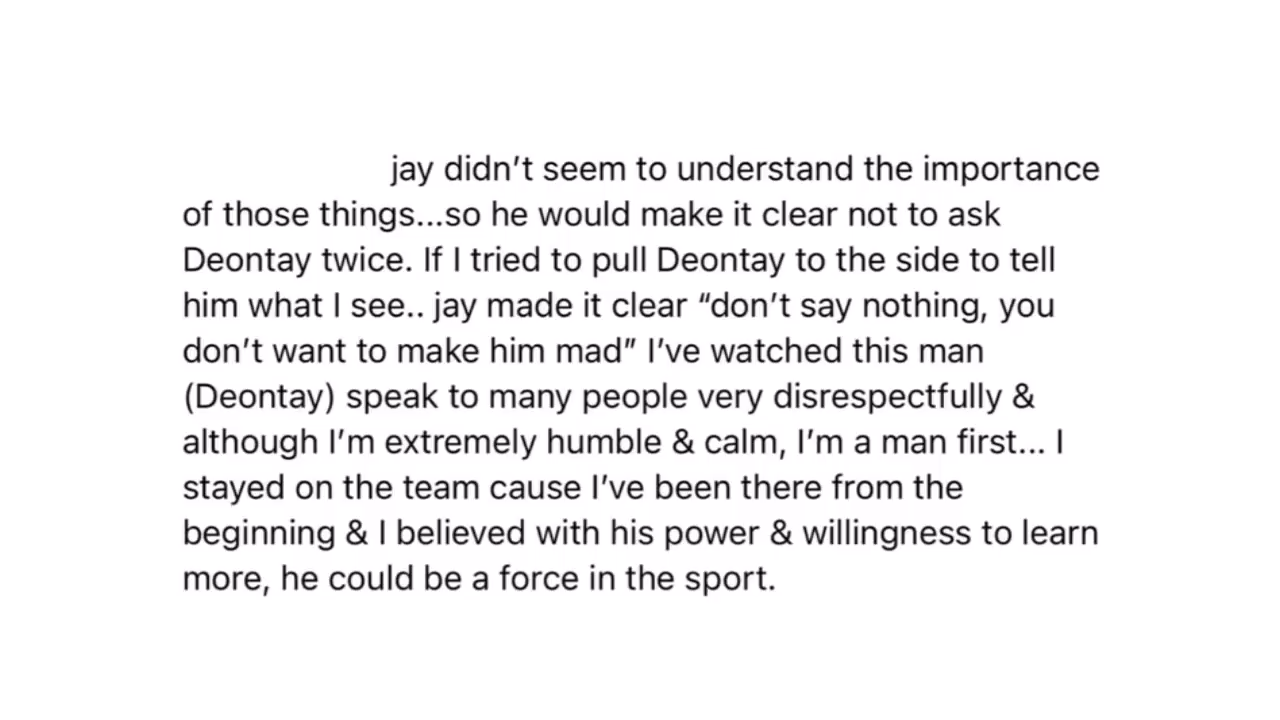 jay didn’t seem to understand the importance
of those things...so he would make it clear not to ask
Deontay twice. If I tried to pull Deontay to the side to tell
him what I see.. jay made it clear “don’t say nothing, you
don’t want to make him mad” I’ve watched this man
(Deontay) speak to many people very disrespectfully &
although I’m extremely humble & calm, I’m a man first... I
stayed on the team cause I’ve been there from the
beginning & I believed with his power & willingness to learn
more, he could be a force in the sport.